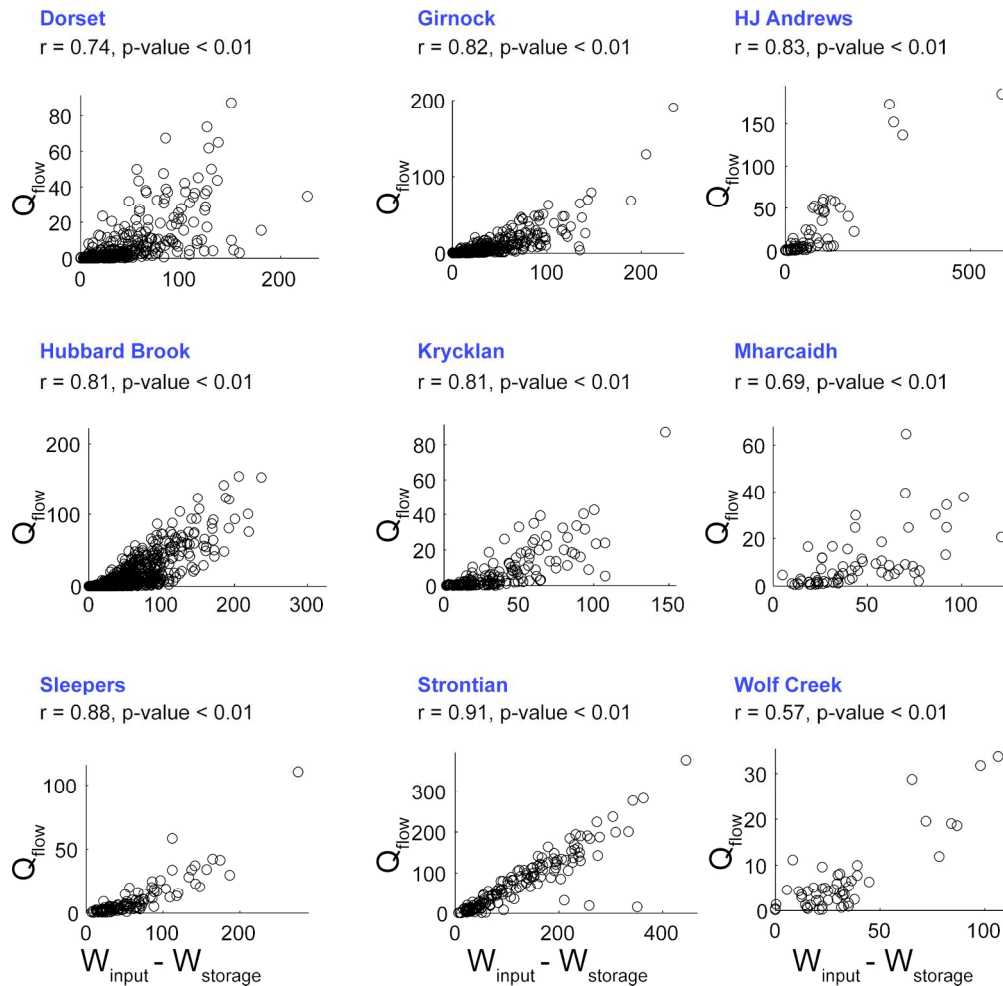 Dorset
r = 0.74, p-value < 0.01
80
60
40
20
0
0 100 200
Qflow
Girnock
r = 0.82, p-value < 0.01
200
100
0
0 100 200
Qflow
HJ Andrews
r = 0.83, p-value < 0.01
150
100
50
0
0 500
Qflow
Hubbard Brook
r = 0.81, p-value < 0.01
200
100
0
0 100 200 300
Qflow
Krycklan
r = 0.81, p-value < 0.01
80
60
40
20
0
0 50 100 150
Qflow
Mharcaidh
r = 0.69, p-value < 0.01
60
40
20
0
0 50 100
Qflow
Sleepers
r = 0.88, p-value < 0.01
100
50
0
0 100 200
Qflow
Winput - Wstorage
Strontian
r = 0.91, p-value < 0.01
300
200
100
0
0 200 400
Qflow
Winput - Wstorage
Wolf Creek
r = 0.57, p-value < 0.01
30
20
10
0
0 50 100
Qflow
Winput - Wstorage